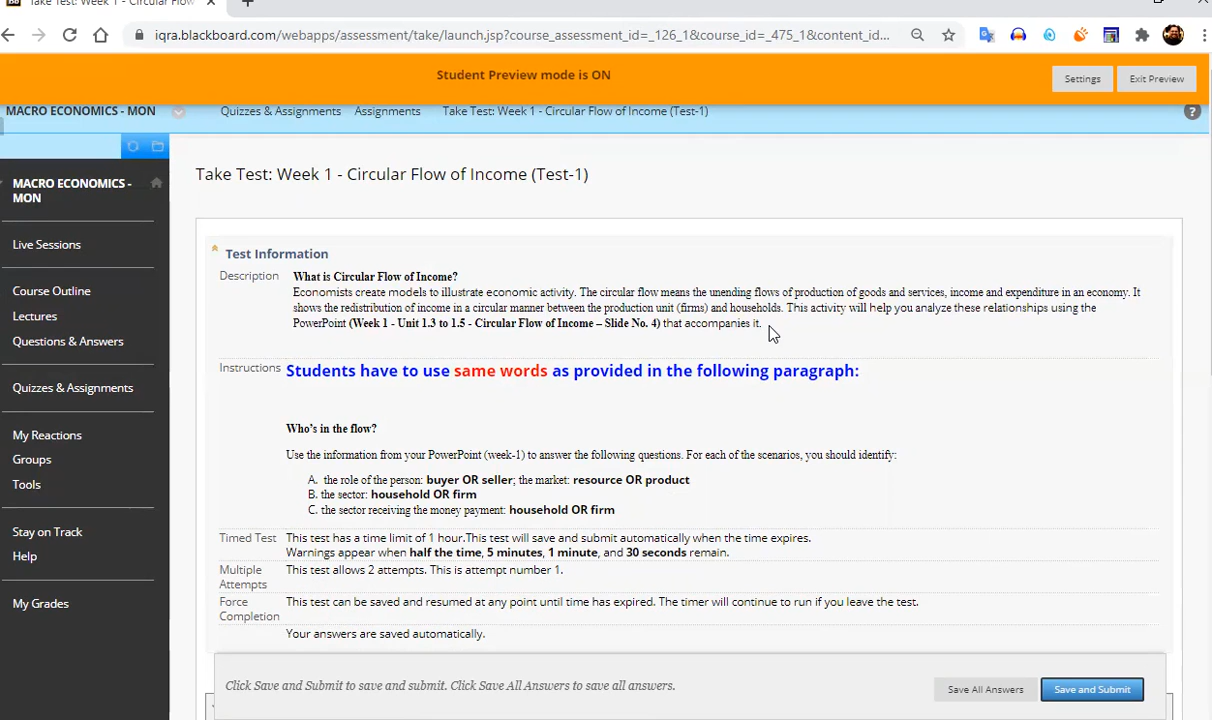 Take Test: Week 1 - Circular Flow
iqra.blackboard.com/webapps/assessment/take/launch.jsp?course_assessment_id=_126_1&course_id=_475_1&content_id...
Student Preview mode is ON
Settings
Exit Preview
MACRO ECONOMICS - MON
Quizzes & Assignments
Assignments
Take Test: Week 1 - Circular Flow of Income (Test-1)
?
MACRO ECONOMICS -
MON
Live Sessions
Course Outline
Lectures
Questions & Answers
Quizzes & Assignments
My Reactions
Groups
Tools
Stay on Track
Help
My Grades
Take Test: Week 1 - Circular Flow of Income (Test-1)
Test Information
Description
What is Circular Flow of Income?
Economists create models to illustrate economic activity. The circular flow means the unending flows of production of goods and services, income and expenditure in an economy. It
shows the redistribution of income in a circular manner between the production unit (firms) and households. This activity will help you analyze these relationships using the
PowerPoint (Week 1 - Unit 1.3 to 1.5 - Circular Flow of Income – Slide No. 4) that accompanies it.
Instructions
Students have to use same words as provided in the following paragraph:
Who's in the flow?
Use the information from your PowerPoint (week-1) to answer the following questions. For each of the scenarios, you should identify:
A. the role of the person: buyer OR seller; the market: resource OR product
B. the sector: household OR firm
C. the sector receiving the money payment: household OR firm
Timed Test
This test has a time limit of 1 hour.This test will save and submit automatically when the time expires.
Warnings appear when half the time, 5 minutes, 1 minute, and 30 seconds remain.
Multiple
Attempts
This test allows 2 attempts. This is attempt number 1.
Force
Completion
This test can be saved and resumed at any point until time has expired. The timer will continue to run if you leave the test.
Your answers are saved automatically.
Click Save and Submit to save and submit. Click Save All Answers to save all answers.
Save All Answers
Save and Submit